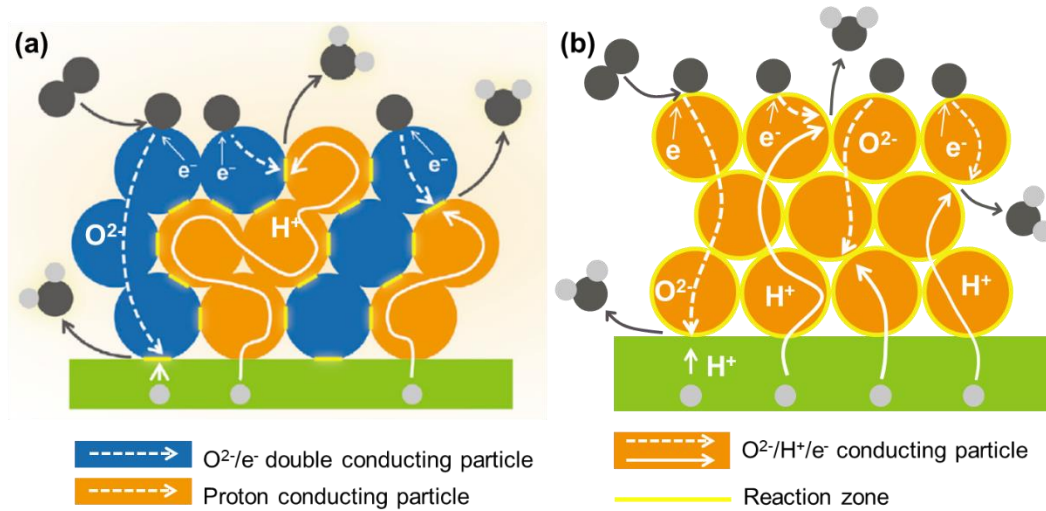 (a)
(b)
e⁻
e⁻
e⁻
O²⁻
H⁺
e
e⁻
O²⁻
e⁻
O²⁻
H⁺
H⁺
H⁺
O²⁻/e⁻ double conducting particle
Proton conducting particle
O²⁻/H⁺/e⁻ conducting particle
Reaction zone